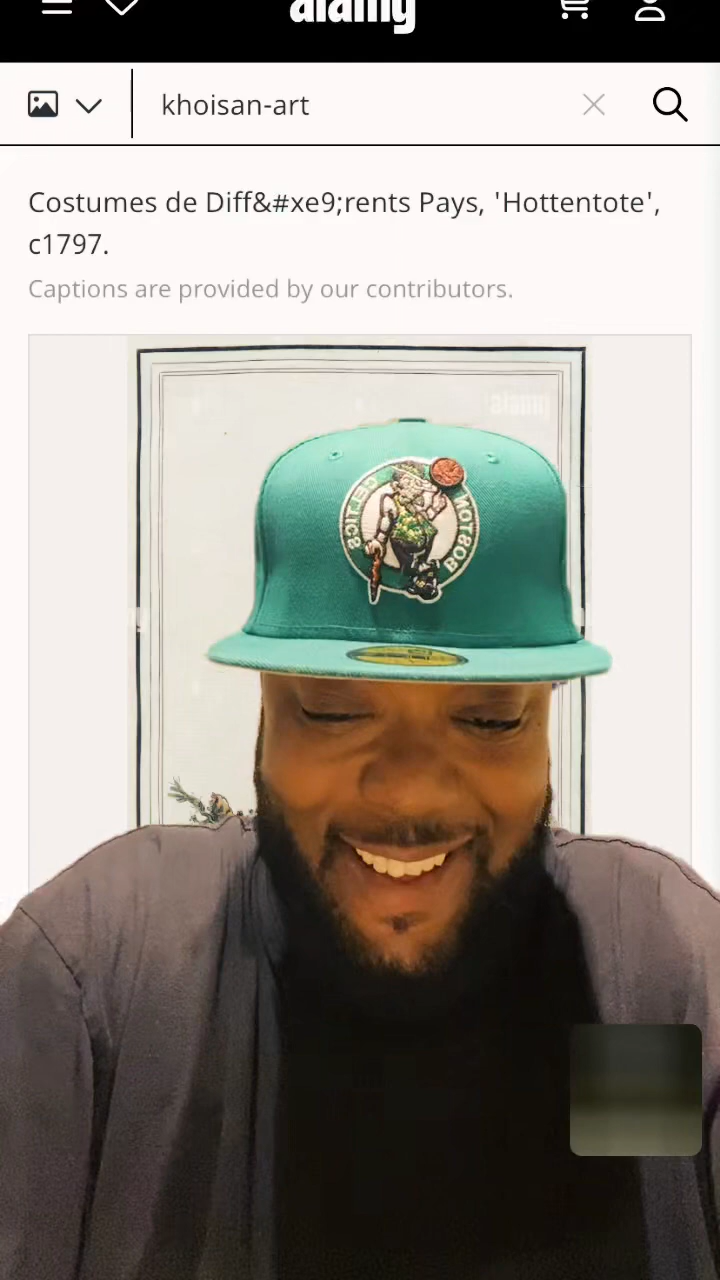 alamy
khoisan-art
Costumes de Diff&#xe9;rents Pays, 'Hottentote',
c1797.
Captions are provided by our contributors.
alamy
CELTICS
BOSTON